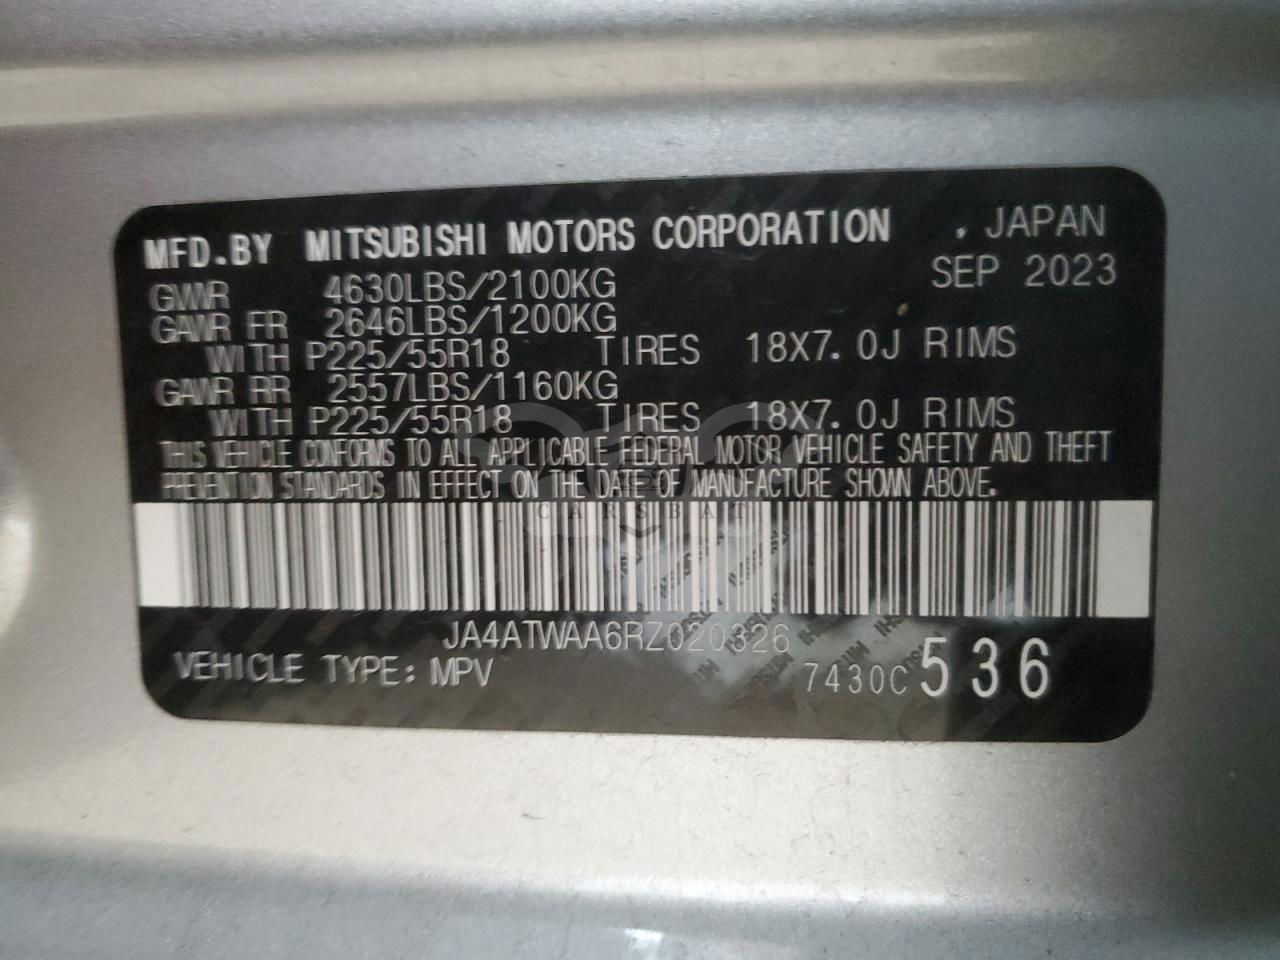 MFD.BY MITSUBISHI MOTORS CORPORATION , JAPAN
SEP 2023
GVWR 4630LBS/2100KG
GAWR FR 2646LBS/1200KG
WITH P225/55R18 TIRES 18X7.0J RIMS
GAWR RR 2557LBS/1160KG
WITH P225/55R18 TIRES 18X7.0J RIMS
THIS VEHICLE CONFORMS TO ALL APPLICABLE FEDERAL MOTOR VEHICLE SAFETY AND THEFT
PREVENTION STANDARDS IN EFFECT ON THE DATE OF MANUFACTURE SHOWN ABOVE.
CARSBAT
JA4ATWAA6RZ020326
VEHICLE TYPE: MPV 7430C 536